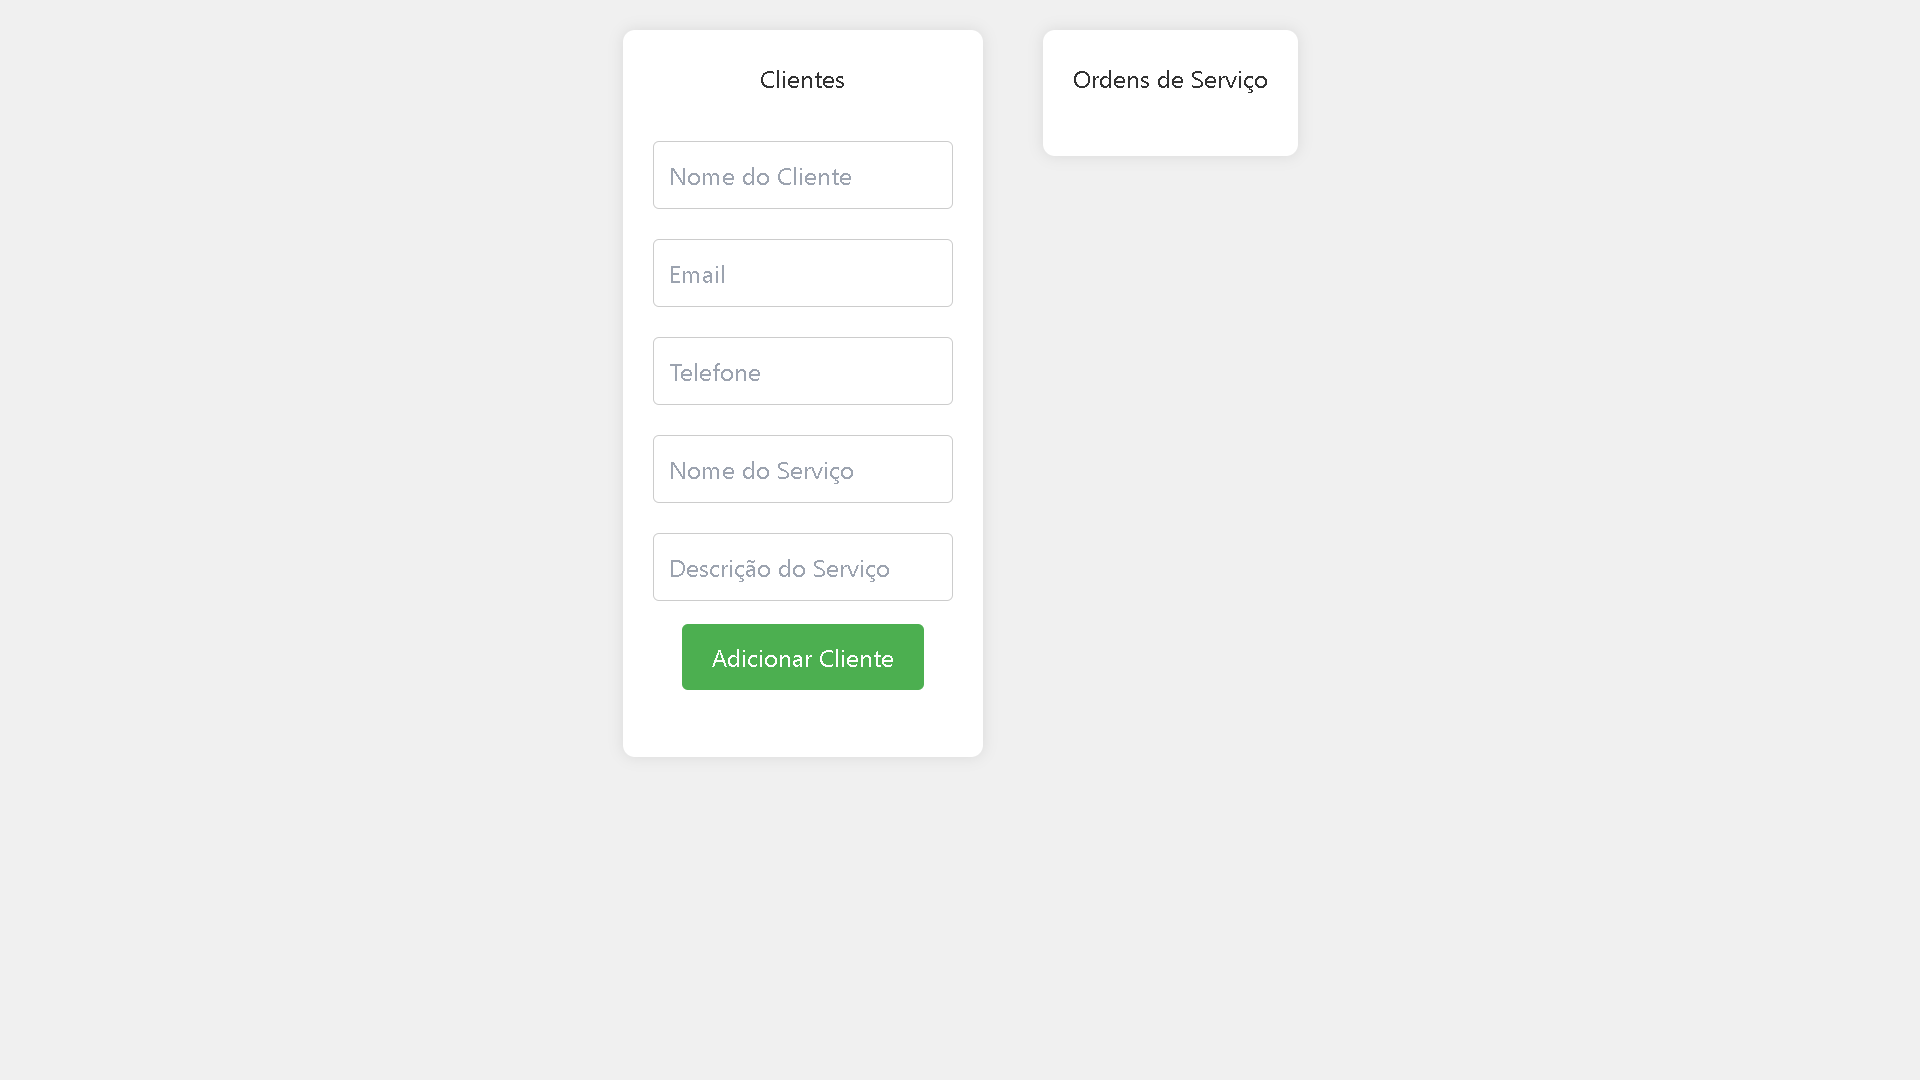 Clientes
Nome do Cliente
Email
Telefone
Nome do Serviço
Descrição do Serviço
Adicionar Cliente
Ordens de Serviço